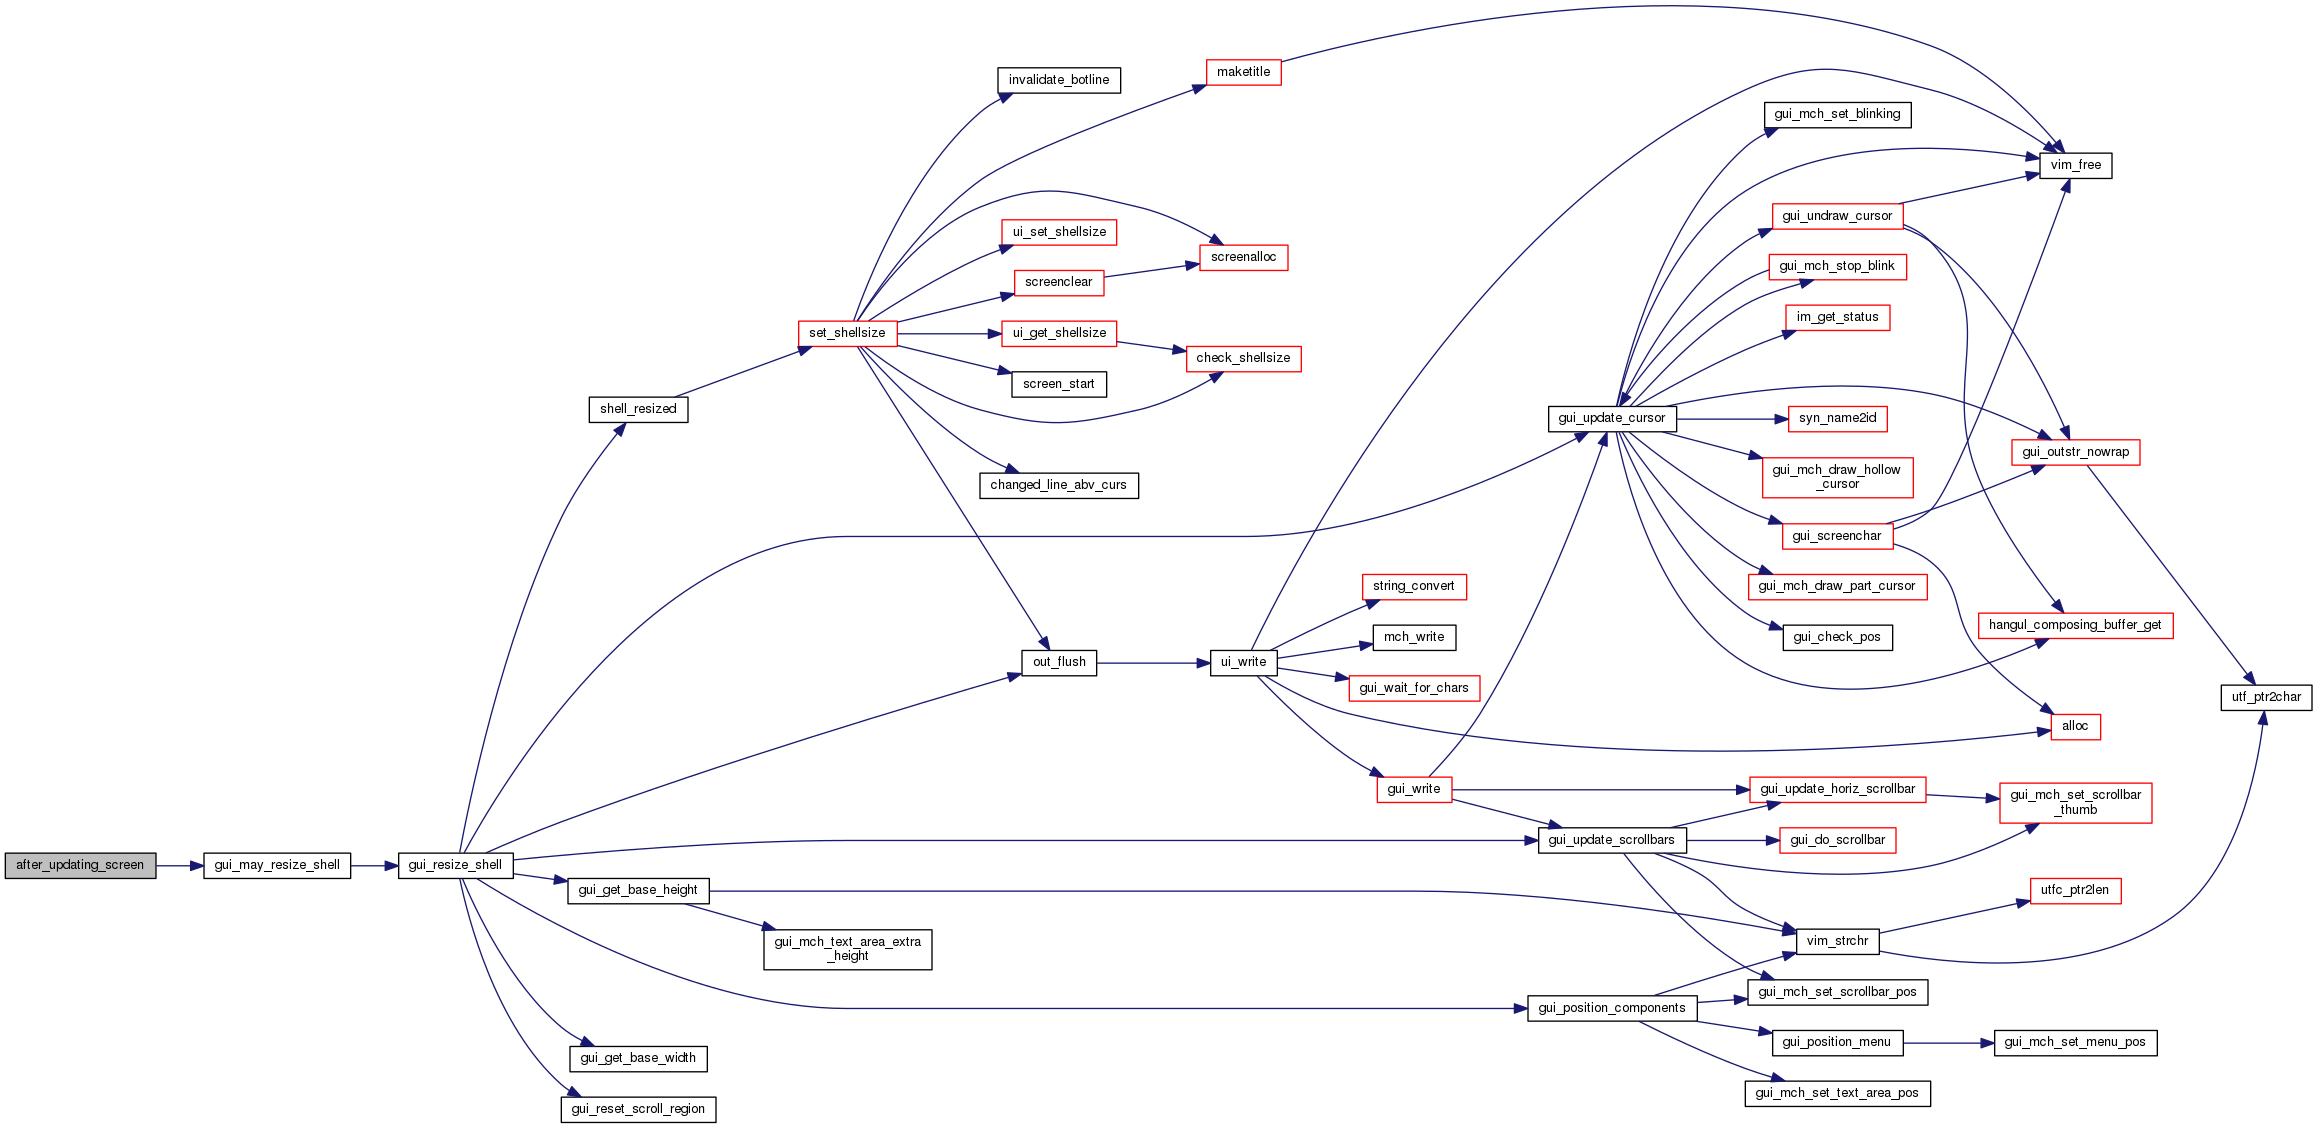 after_updating_screen
gui_may_resize_shell
gui_resize_shell
shell_resized
gui_get_base_height
gui_get_base_width
gui_reset_scroll_region
set_shellsize
gui_mch_text_area_extra
_height
invalidate_botline
ui_set_shellsize
screenclear
ui_get_shellsize
screen_start
changed_line_abv_curs
out_flush
maketitle
screenalloc
check_shellsize
ui_write
string_convert
mch_write
gui_wait_for_chars
gui_write
gui_update_cursor
gui_update_scrollbars
gui_position_components
gui_mch_set_blinking
gui_undraw_cursor
gui_mch_stop_blink
im_get_status
syn_name2id
gui_mch_draw_hollow
_cursor
gui_screenchar
gui_mch_draw_part_cursor
gui_check_pos
gui_update_horiz_scrollbar
gui_do_scrollbar
vim_strchr
gui_mch_set_scrollbar_pos
gui_position_menu
gui_mch_set_text_area_pos
vim_free
gui_outstr_nowrap
hangul_composing_buffer_get
alloc
gui_mch_set_scrollbar
_thumb
utfc_ptr2len
gui_mch_set_menu_pos
utf_ptr2char